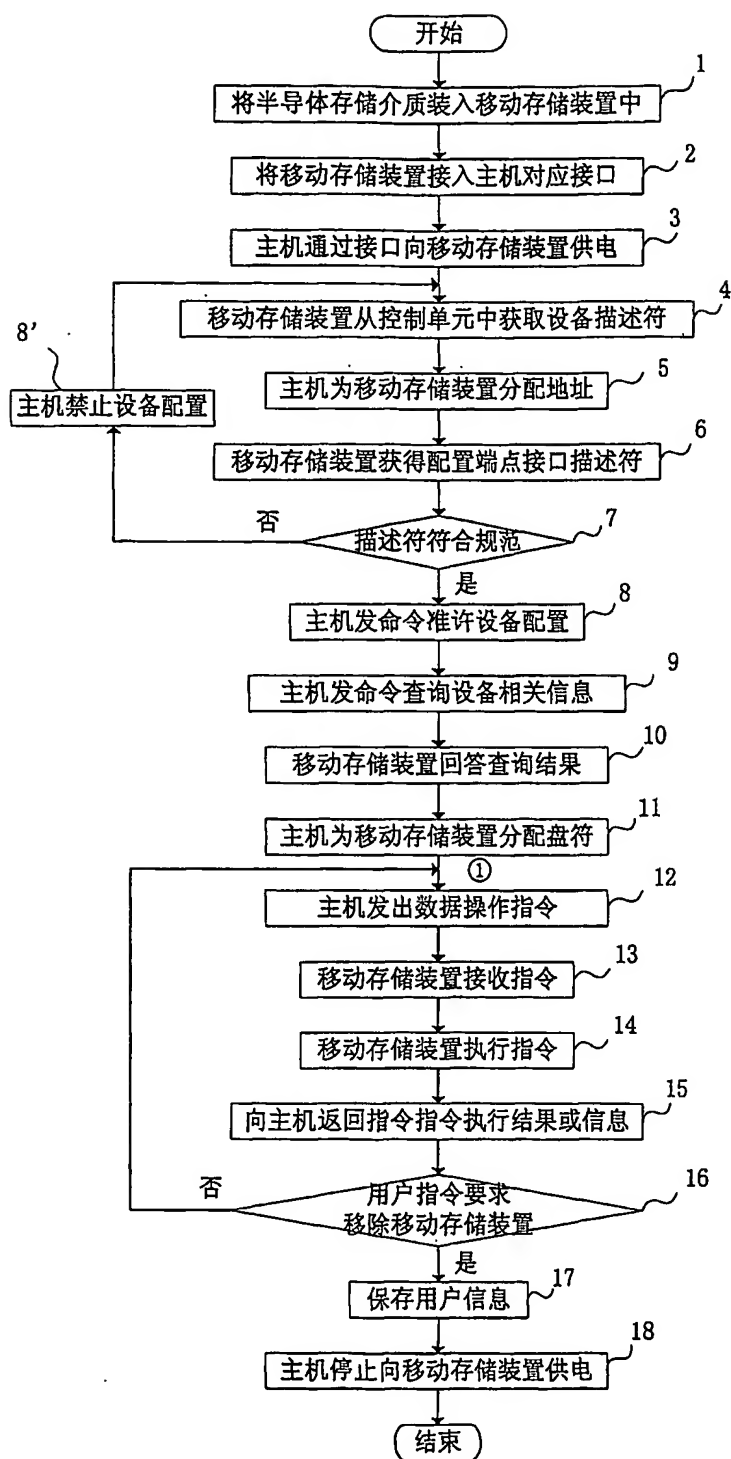 开始
1
将半导体存储介质装入移动存储装置中
2
将移动存储装置接入主机对应接口
3
主机通过接口向移动存储装置供电
4
移动存储装置从控制单元中获取设备描述符
8'
主机禁止设备配置
5
主机为移动存储装置分配地址
6
移动存储装置获得配置端点接口描述符
否
7
描述符符合规范
是
8
主机发命令准许设备配置
9
主机发命令查询设备相关信息
10
移动存储装置回答查询结果
11
主机为移动存储装置分配盘符
①
12
主机发出数据操作指令
13
移动存储装置接收指令
14
移动存储装置执行指令
15
向主机返回指令指令执行结果或信息
否
16
用户指令要求
移除移动存储装置
是
17
保存用户信息
18
主机停止向移动存储装置供电
结束